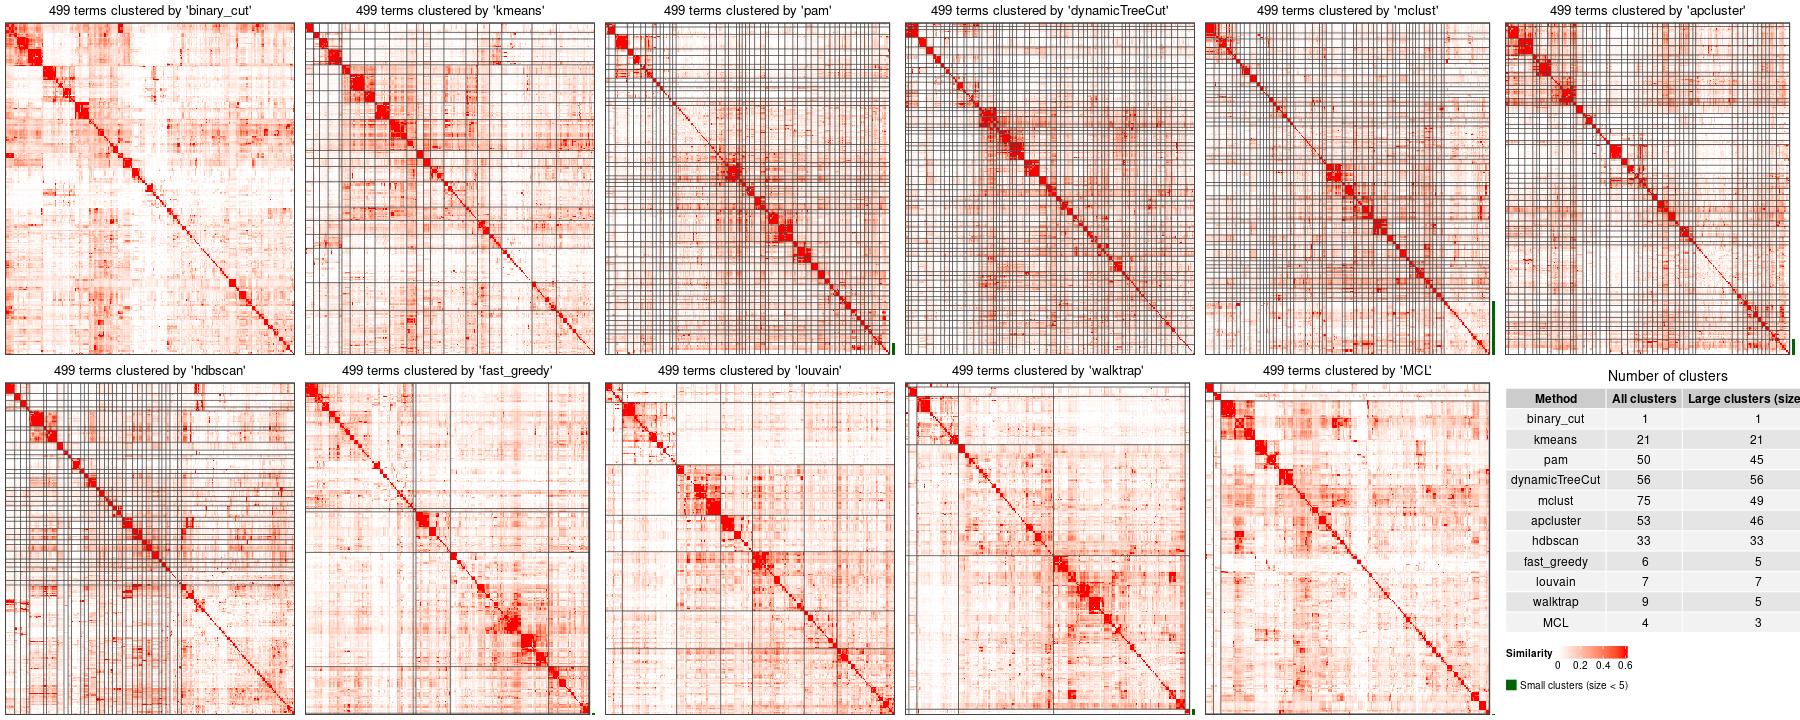 499 terms clustered by 'binary_cut'
499 terms clustered by 'kmeans'
499 terms clustered by 'pam'
499 terms clustered by 'dynamicTreeCut'
499 terms clustered by 'mclust'
499 terms clustered by 'apcluster'
499 terms clustered by 'hdbscan'
499 terms clustered by 'fast_greedy'
499 terms clustered by 'louvain'
499 terms clustered by 'walktrap'
499 terms clustered by 'MCL'
Number of clusters
Method All clusters Large clusters (size
binary_cut 1 1
kmeans 21 21
pam 50 45
dynamicTreeCut 56 56
mclust 75 49
apcluster 53 46
hdbscan 33 33
fast_greedy 6 5
louvain 7 7
walktrap 9 5
MCL 4 3
Similarity
0 0.2 0.4 0.6
Small clusters (size < 5)